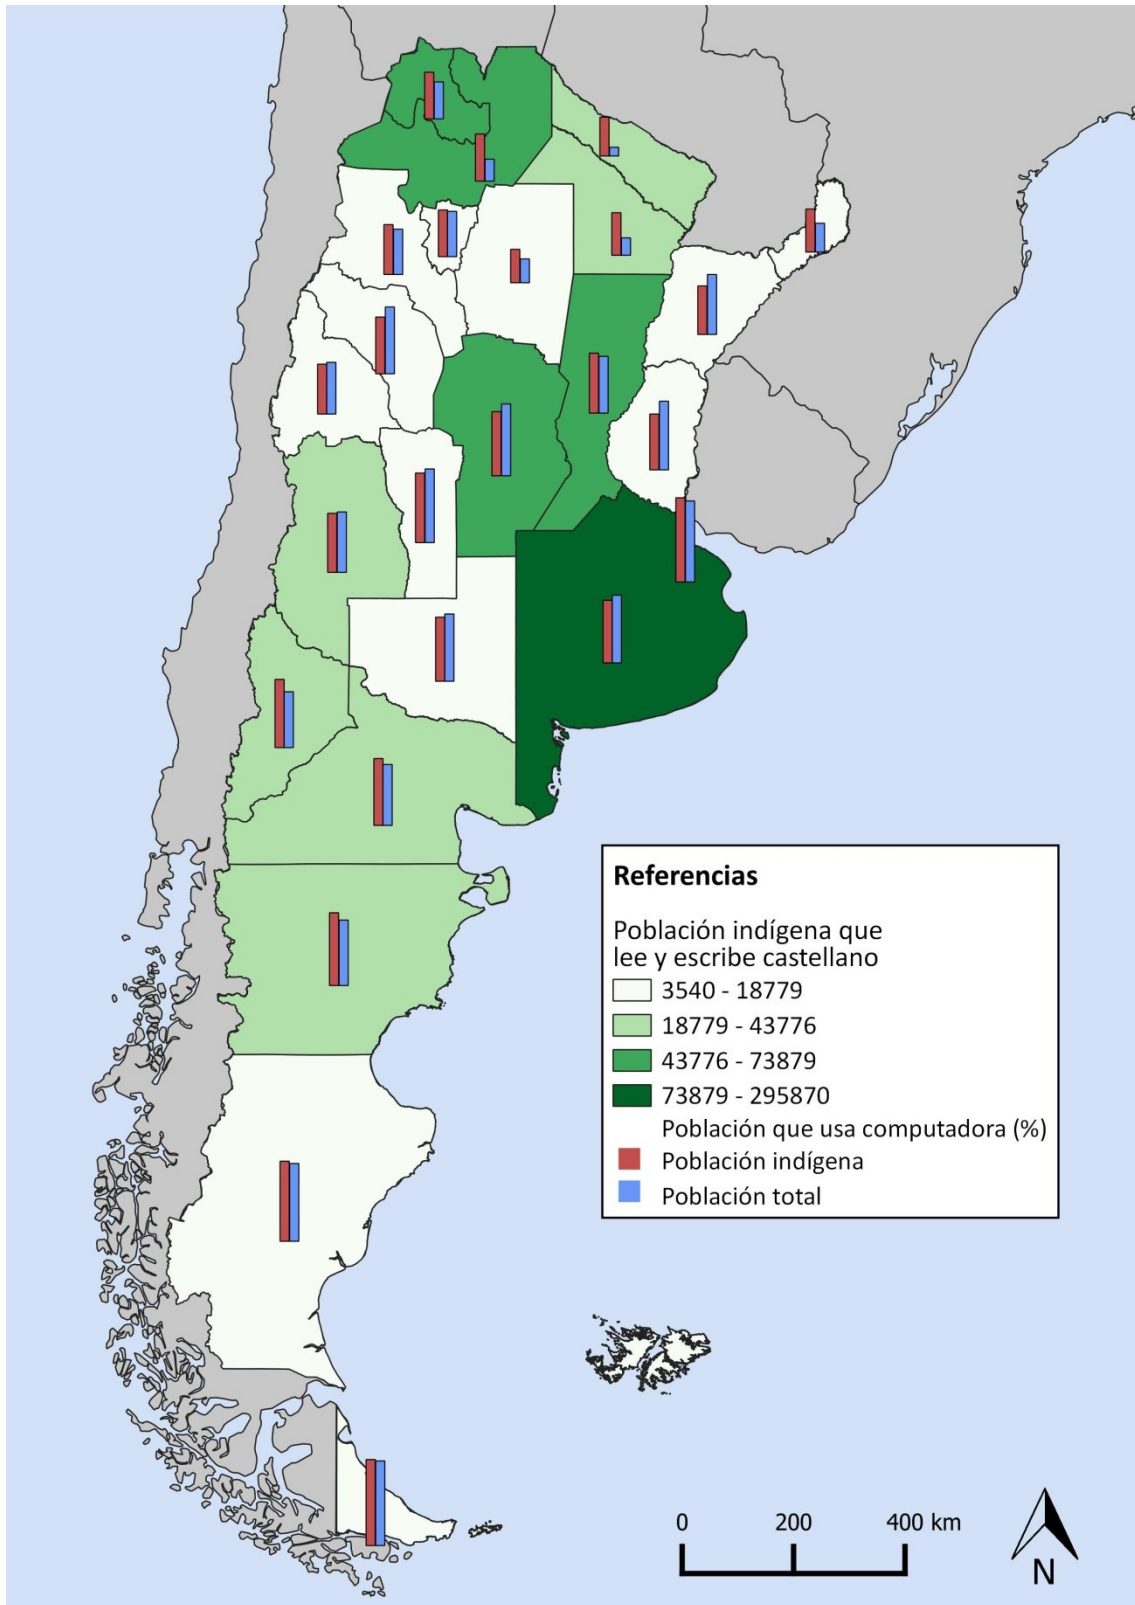 Referencias
Población indígena que
lee y escribe castellano
3540 - 18779
18779 - 43776
43776 - 73879
73879 - 295870
Población que usa computadora (%)
Población indígena
Población total
0 200 400 km
N